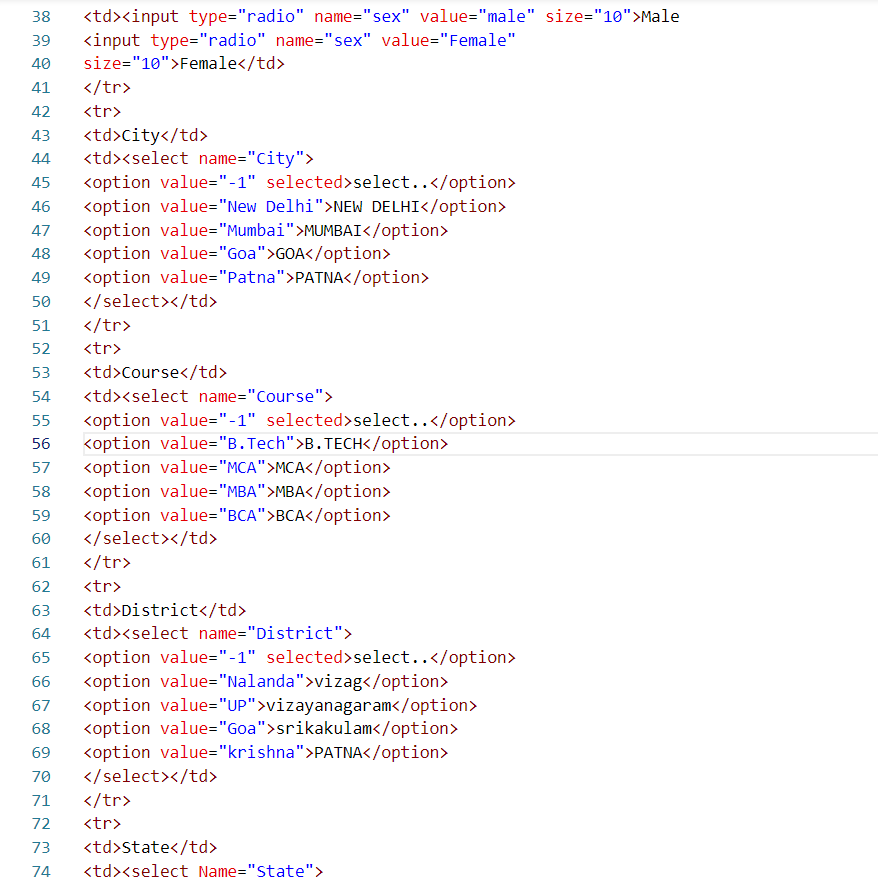 38 <td><input type="radio" name="sex" value="male" size="10">Male
39 <input type="radio" name="sex" value="Female"
40 size="10">Female</td>
41 </tr>
42 <tr>
43 <td>City</td>
44 <td><select name="City">
45 <option value="-1" selected>select..</option>
46 <option value="New Delhi">NEW DELHI</option>
47 <option value="Mumbai">MUMBAI</option>
48 <option value="Goa">GOA</option>
49 <option value="Patna">PATNA</option>
50 </select></td>
51 </tr>
52 <tr>
53 <td>Course</td>
54 <td><select name="Course">
55 <option value="-1" selected>select..</option>
56 <option value="B.Tech">B.TECH</option>
57 <option value="MCA">MCA</option>
58 <option value="MBA">MBA</option>
59 <option value="BCA">BCA</option>
60 </select></td>
61 </tr>
62 <tr>
63 <td>District</td>
64 <td><select name="District">
65 <option value="-1" selected>select..</option>
66 <option value="Nalanda">vizag</option>
67 <option value="UP">vizayanagaram</option>
68 <option value="Goa">srikakulam</option>
69 <option value="krishna">PATNA</option>
70 </select></td>
71 </tr>
72 <tr>
73 <td>State</td>
74 <td><select Name="State">